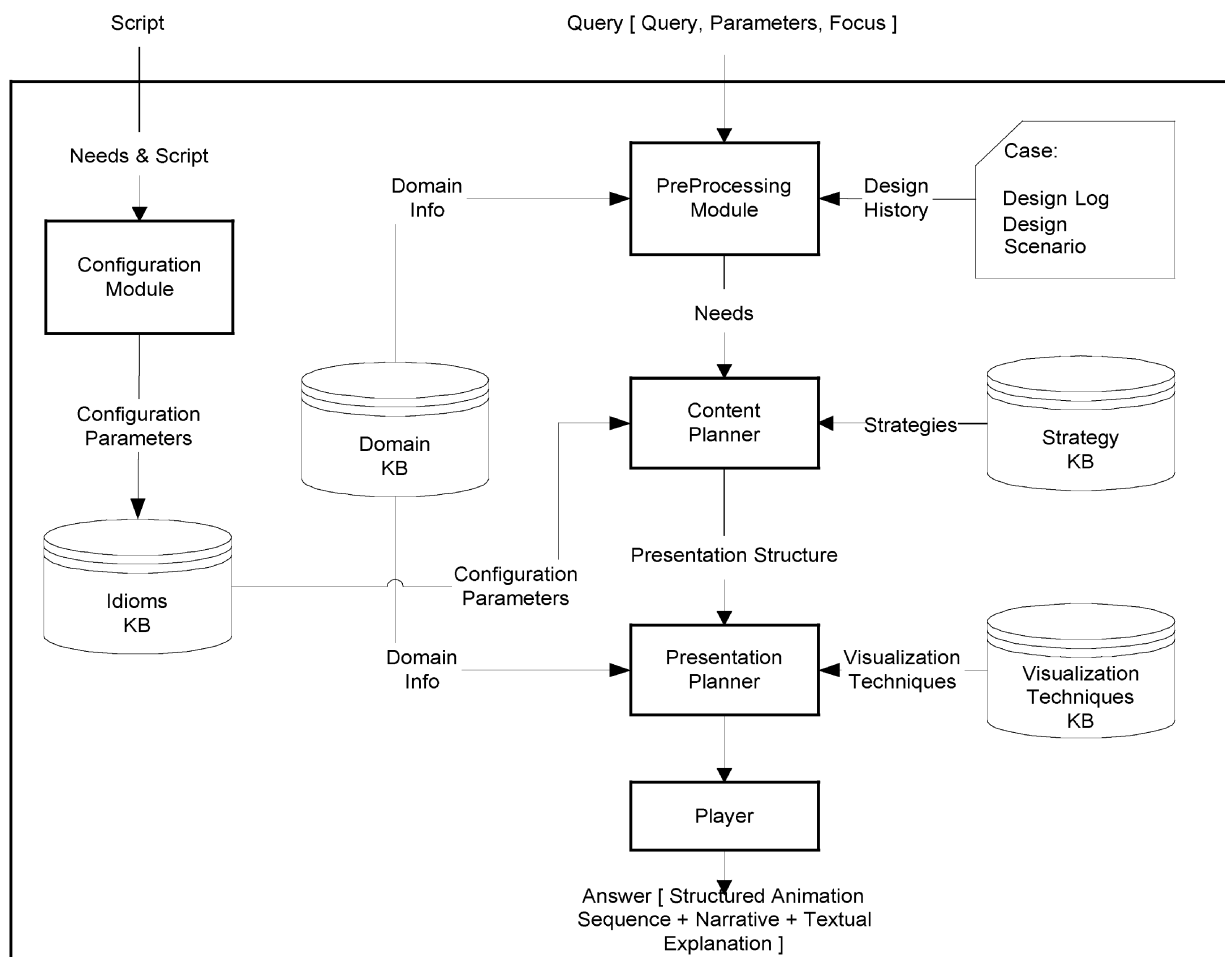 Script
Query [ Query, Parameters, Focus ]
Needs & Script
Domain
Info
PreProcessing
Module
Design
History
Case:
Design Log
Design
Scenario
Configuration
Module
Needs
Configuration
Parameters
Domain
KB
Content
Planner
Strategies
Strategy
KB
Presentation Structure
Idioms
KB
Configuration
Parameters
Domain
Info
Presentation
Planner
Visualization
Techniques
Visualization
Techniques
KB
Player
Answer [ Structured Animation
Sequence + Narrative + Textual
Explanation ]